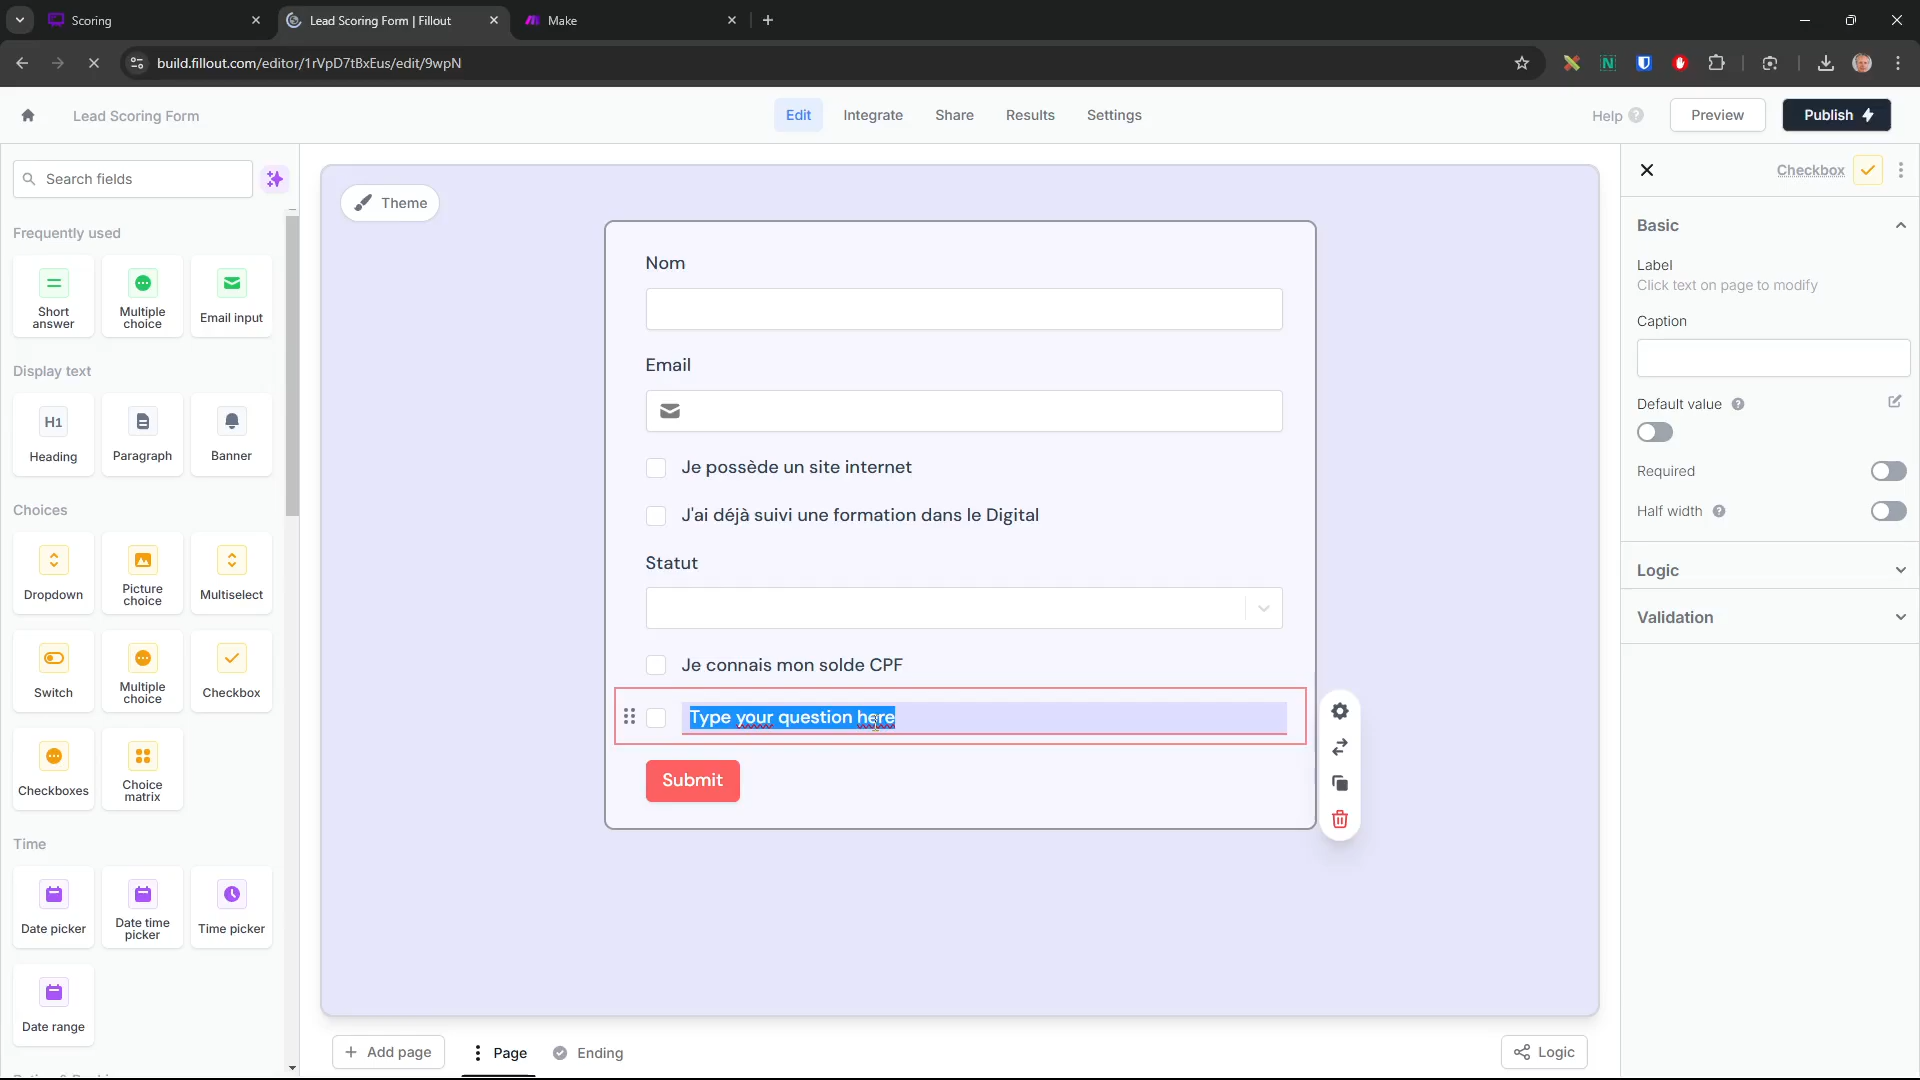 Scoring
Lead Scoring Form | Fillout
Make
build.fillout.com/editor/1rVpD7tBxEus/edit/9wpN
Lead Scoring Form
Edit
Integrate
Share
Results
Settings
Help
Preview
Publish
Search fields
Frequently used
Short answer
Multiple choice
Email input
Display text
H1
Heading
Paragraph
Banner
Choices
Dropdown
Picture choice
Multiselect
Switch
Multiple choice
Checkbox
Checkboxes
Choice matrix
Time
Date picker
Date time picker
Time picker
Date range
Theme
Nom
Email
Je possède un site internet
J'ai déjà suivi une formation dans le Digital
Statut
Je connais mon solde CPF
Type your question here
Submit
Add page
Page
Ending
Logic
Checkbox
Basic
Label
Click text on page to modify
Caption
Default value
Required
Half width
Logic
Validation